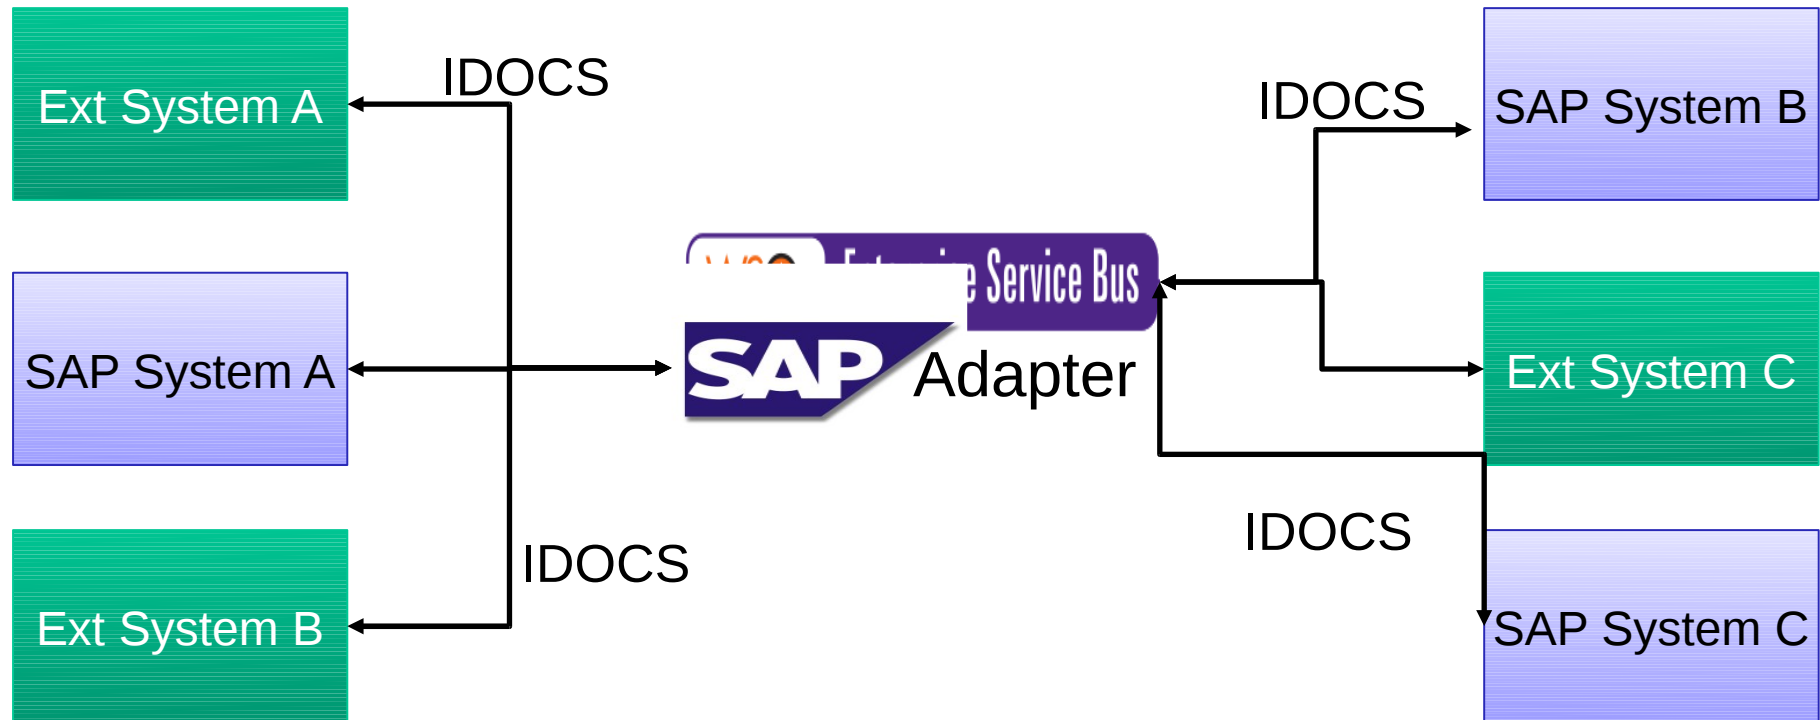 IDOCS
IDOCS
Ext System A
SAP System B
Service Bus
SAP System A
SAP Adapter
Ext System C
IDOCS
IDOCS
Ext System B
SAP System C